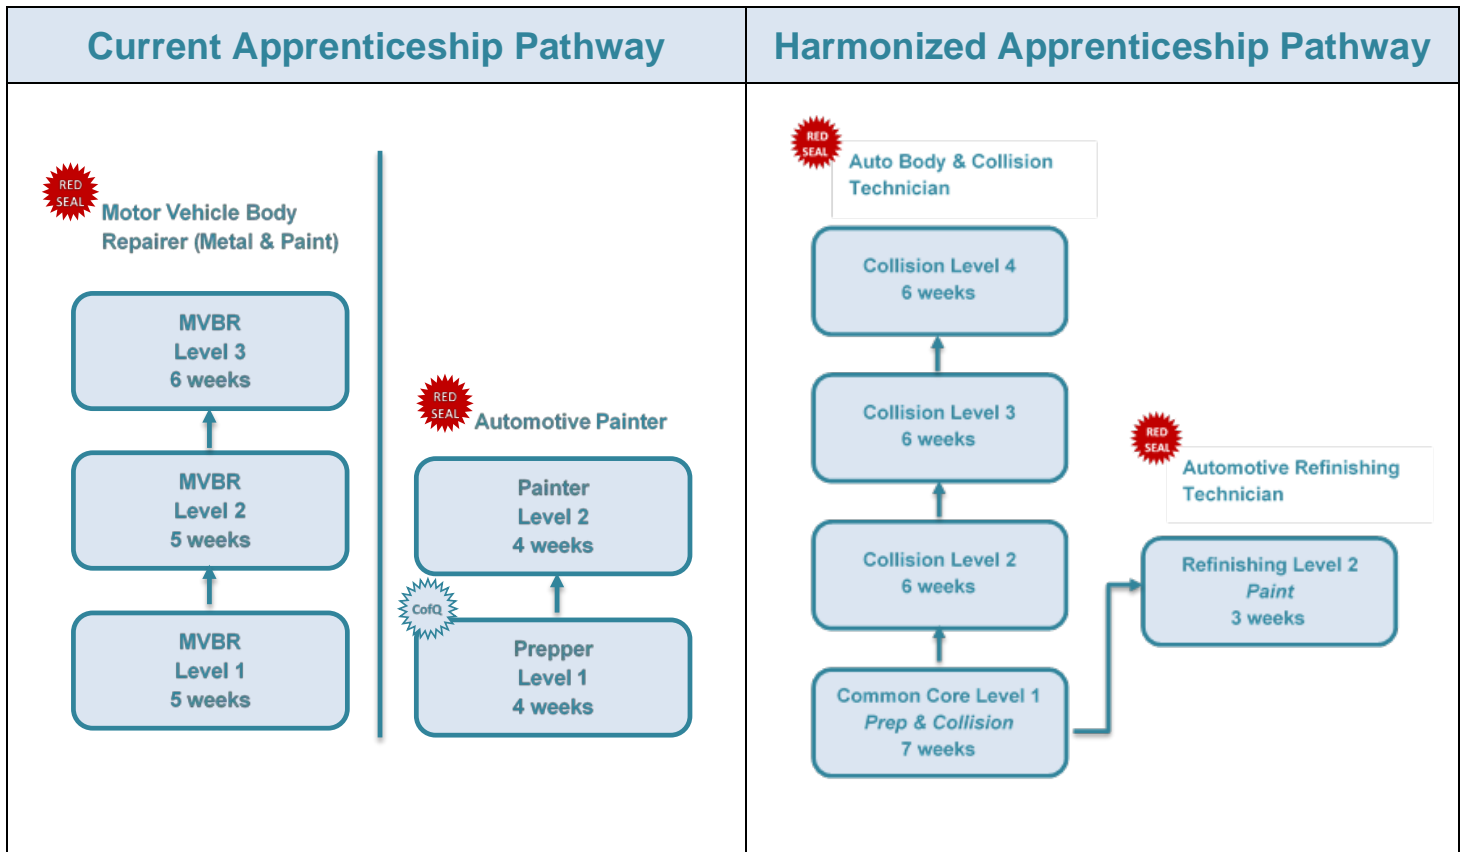 Current Apprenticeship Pathway
RED
SEAL
Motor Vehicle Body
Repairer (Metal & Paint)
MVBR
Level 3
6 weeks
MVBR
Level 2
5 weeks
MVBR
Level 1
5 weeks
RED
SEAL
Automotive Painter
Painter
Level 2
4 weeks
CofQ
Prepper
Level 1
4 weeks
Harmonized Apprenticeship Pathway
RED
SEAL
Auto Body & Collision
Technician
Collision Level 4
6 weeks
Collision Level 3
6 weeks
Collision Level 2
6 weeks
Common Core Level 1
Prep & Collision
7 weeks
RED
SEAL
Automotive Refinishing
Technician
Refinishing Level 2
Paint
3 weeks